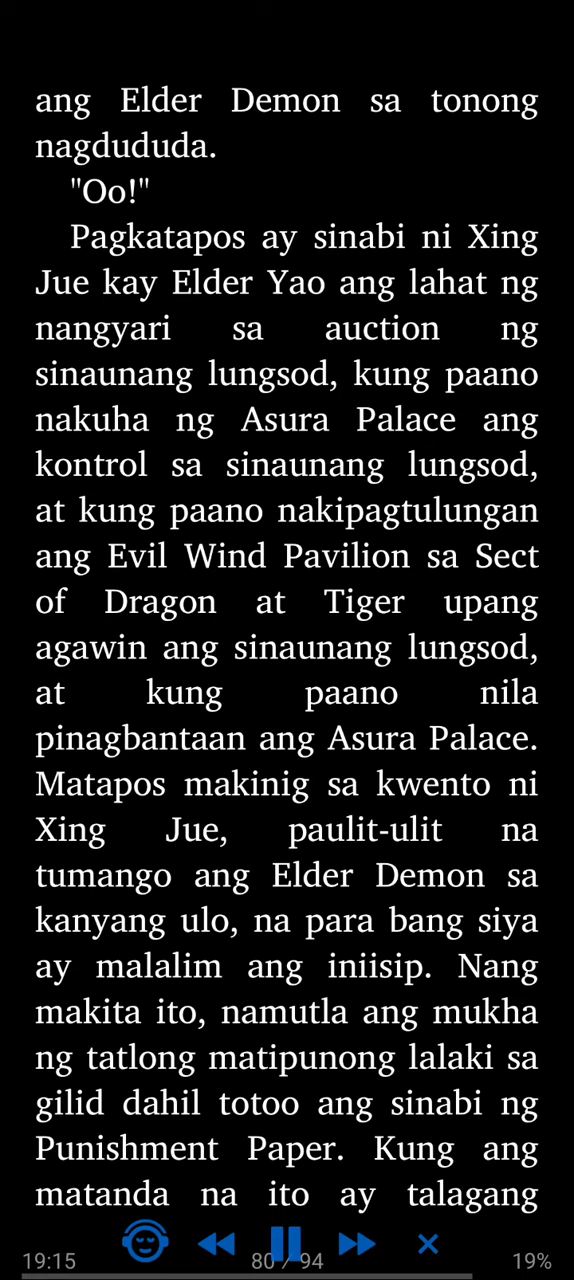 ang Elder Demon sa tonong
nagdududa.
"Oo!"
Pagkatapos ay sinabi ni Xing
Jue kay Elder Yao ang lahat ng
nangyari sa auction ng
sinaunang lungsod, kung paano
nakuha ng Asura Palace ang
kontrol sa sinaunang lungsod,
at kung paano nakipagtulungan
ang Evil Wind Pavilion sa Sect
of Dragon at Tiger upang
agawin ang sinaunang lungsod,
at kung paano nila
pinagbantaan ang Asura Palace.
Matapos makinig sa kwento ni
Xing Jue, paulit-ulit na
tumango ang Elder Demon sa
kanyang ulo, na para bang siya
ay malalim ang iniisip. Nang
makita ito, namutla ang mukha
ng tatlong matipunong lalaki sa
gilid dahil totoo ang sinabi ng
Punishment Paper. Kung ang
matanda na ito ay talagang
19:15 80 / 94 19%